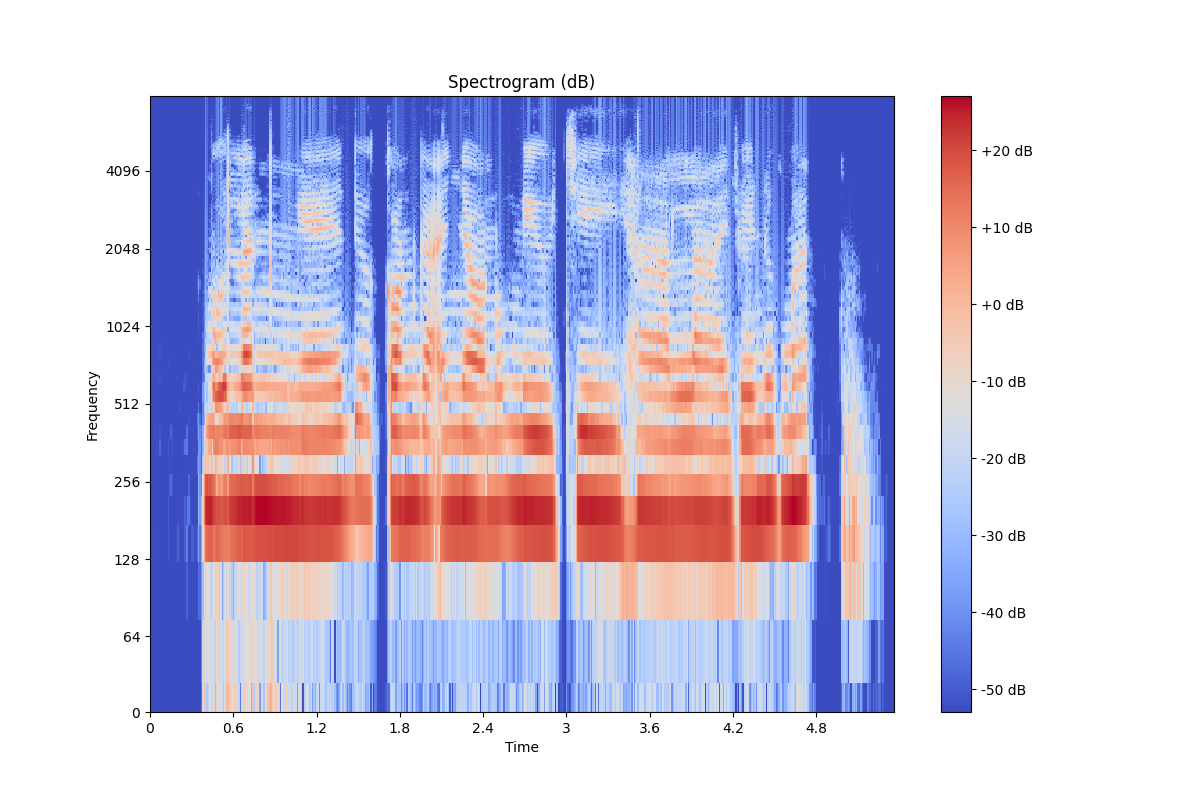 Spectrogram (dB)
4096
2048
1024
512
256
128
64
0
Frequency
0 0.6 1.2 1.8 2.4 3 3.6 4.2 4.8
Time
+20 dB
+10 dB
+0 dB
-10 dB
-20 dB
-30 dB
-40 dB
-50 dB